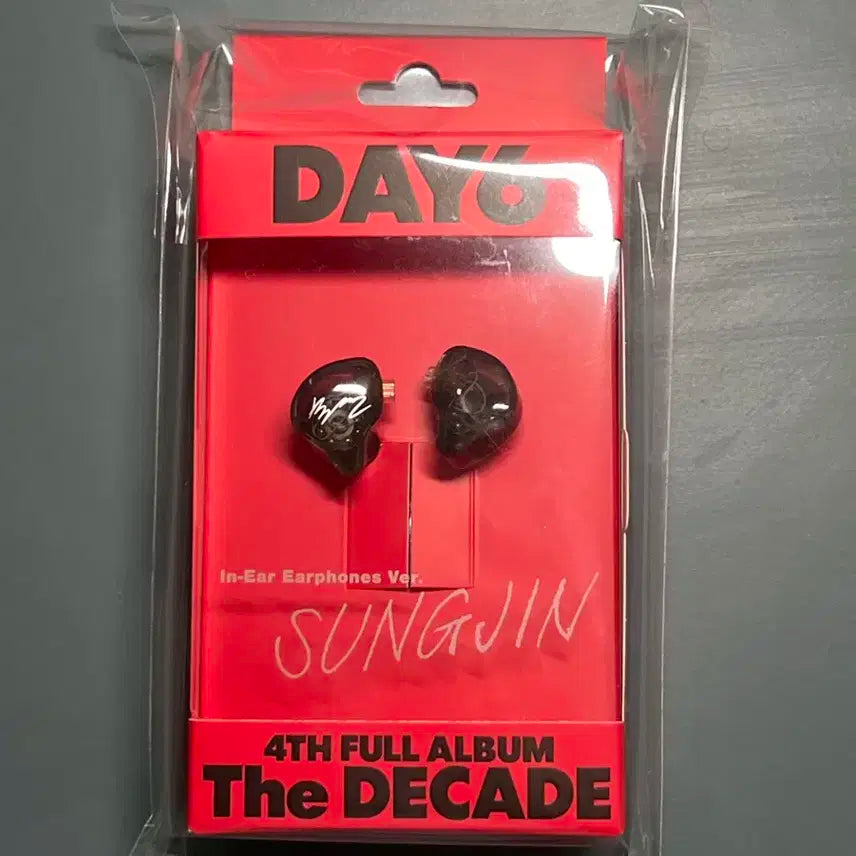 DAY6
In-Ear Earphones Ver.
SUNGJIN
4TH FULL ALBUM
The DECADE